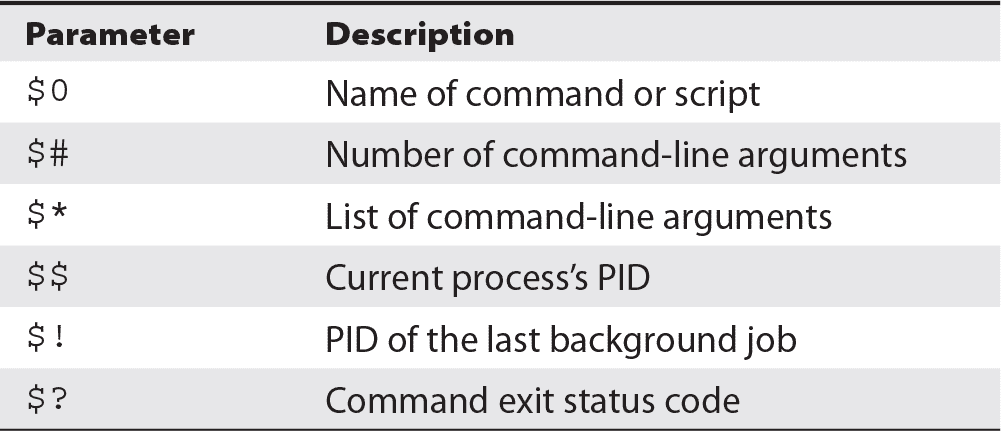 Parameter Description
$0 Name of command or script
$# Number of command-line arguments
$* List of command-line arguments
$$ Current process’s PID
$! PID of the last background job
$? Command exit status code